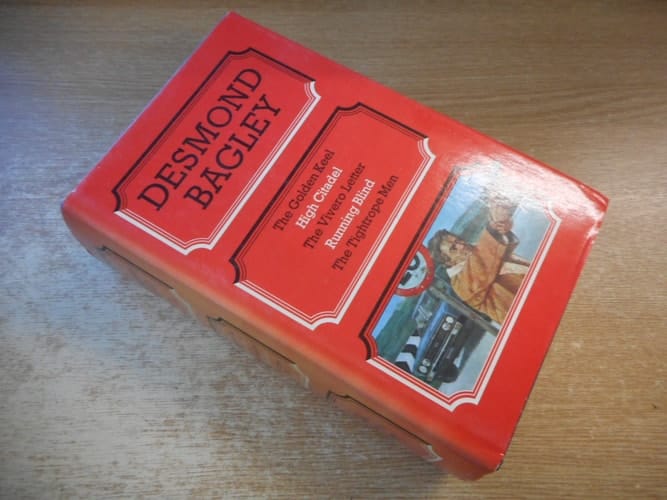 DESMOND
BAGLEY
The Golden Keel
High Citadel
The Vivero Letter
Running Blind
The Tightrope Men